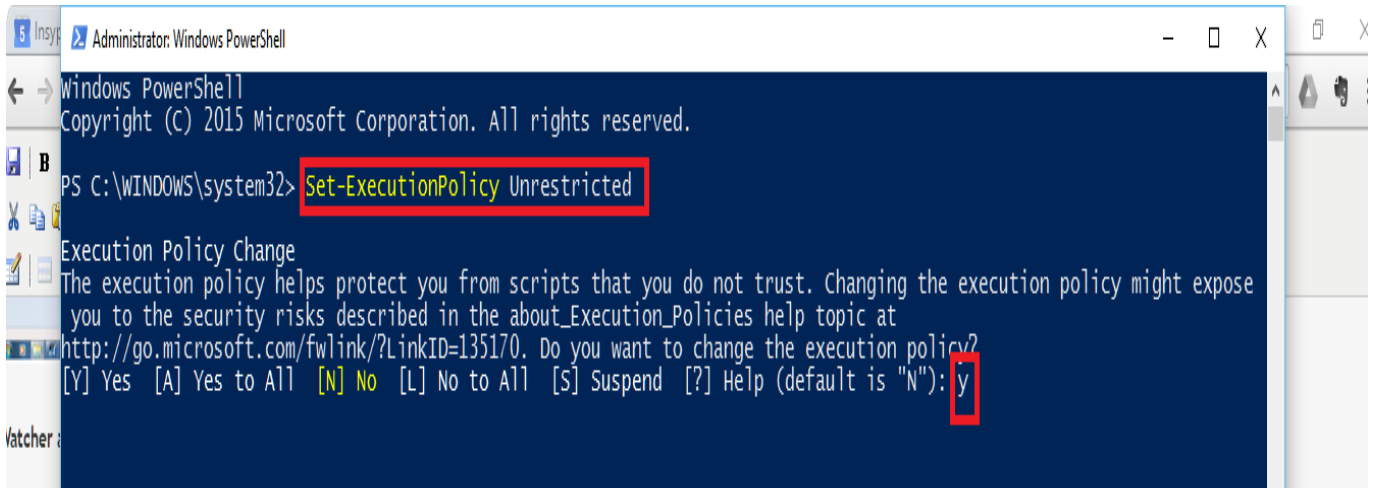 5 Insyp
Administrator: Windows PowerShell
Windows PowerShell
Copyright (C) 2015 Microsoft Corporation. All rights reserved.
B
PS C:\WINDOWS\system32> Set-ExecutionPolicy Unrestricted
Execution Policy Change
The execution policy helps protect you from scripts that you do not trust. Changing the execution policy might expose
you to the security risks described in the about_Execution_Policies help topic at
http://go.microsoft.com/fwlink/?LinkID=135170. Do you want to change the execution policy?
[Y] Yes [A] Yes to All [N] No [L] No to All [S] Suspend [?] Help (default is "N"): y
Watcher